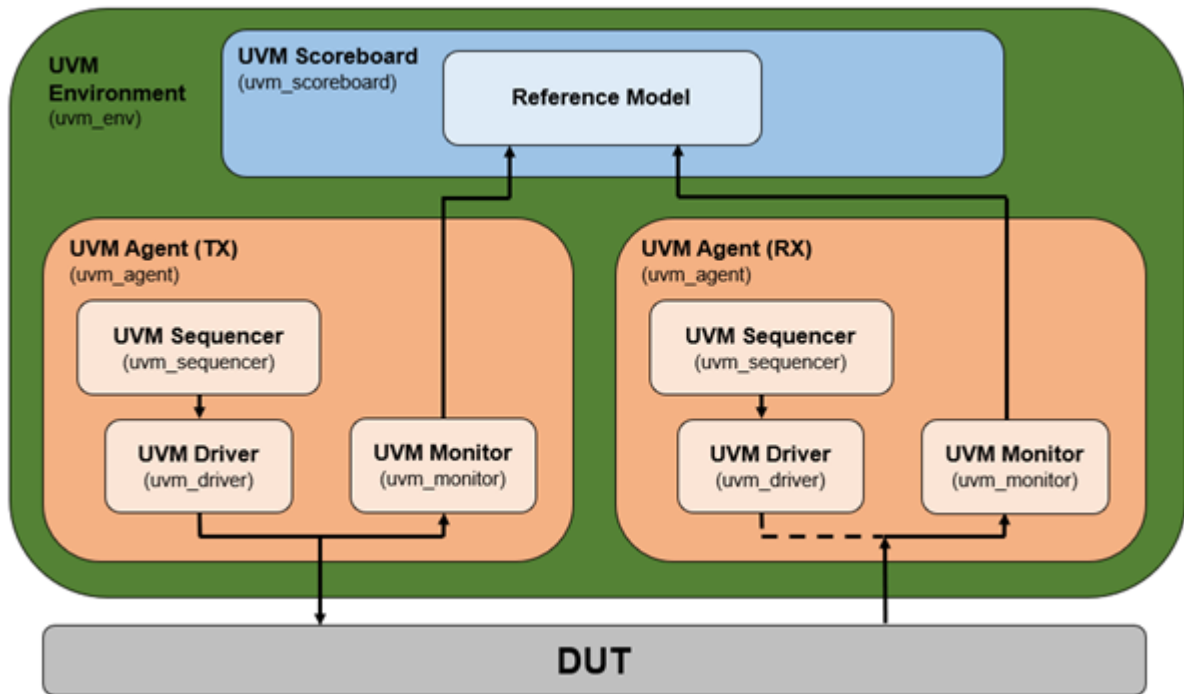 UVM
Environment
(uvm_env)
UVM Scoreboard
(uvm_scoreboard)
Reference Model
UVM Agent (TX)
(uvm_agent)
UVM Sequencer
(uvm_sequencer)
UVM Driver
(uvm_driver)
UVM Monitor
(uvm_monitor)
UVM Agent (RX)
(uvm_agent)
UVM Sequencer
(uvm_sequencer)
UVM Driver
(uvm_driver)
UVM Monitor
(uvm_monitor)
DUT